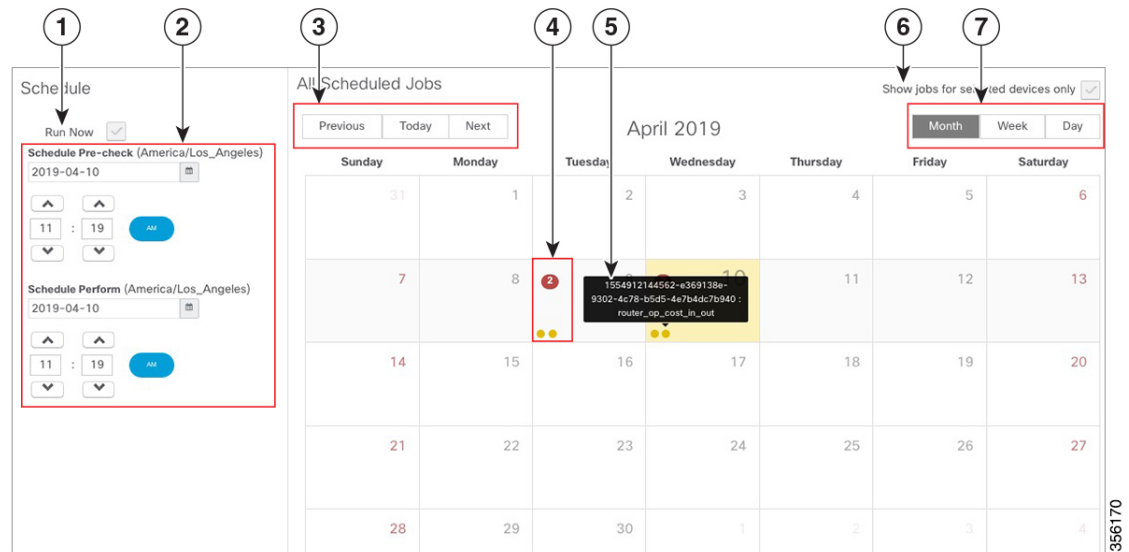 1 2 3 4 5 6 7
Schedule
Run Now
Schedule Pre-check (America/Los_Angeles)
2019-04-10
11 : 19 AM
Schedule Perform (America/Los_Angeles)
2019-04-10
11 : 19 AM
All Scheduled Jobs
Show jobs for selected devices only
Previous Today Next
April 2019
Month Week Day
Sunday Monday Tuesday Wednesday Thursday Friday Saturday
31 1 2 3 4 5 6
7 8 2 10 11 12 13
1554912144562-e369138e-
9302-4c78-b5d5-4e7b4dc7b940 :
router_op_cost_in_out
14 15 16 17 18 19 20
21 22 23 24 25 26 27
28 29 30 1 2 3 4
356170